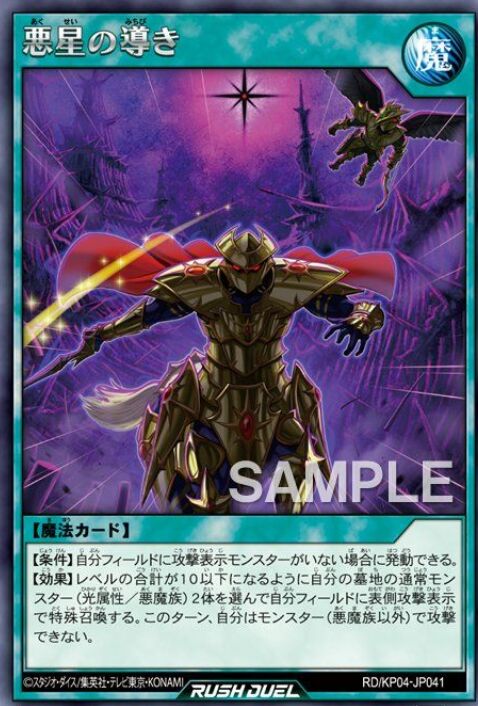 悪星の導き
魔
SAMPLE
【魔法カード】
【条件】自分フィールドに攻撃表示モンスターがいない場合に発動できる。
【効果】レベルの合計が10以下になるように自分の墓地の通常モン
スター(光属性/悪魔族)2体を選んで自分フィールドに表側攻撃表示
で特殊召喚する。このターン、自分はモンスター(悪魔族以外)で攻撃
できない。
©スタジオ・ダイス/集英社・テレビ東京・KONAMI
RUSH DUEL
RD/KP04-JP041